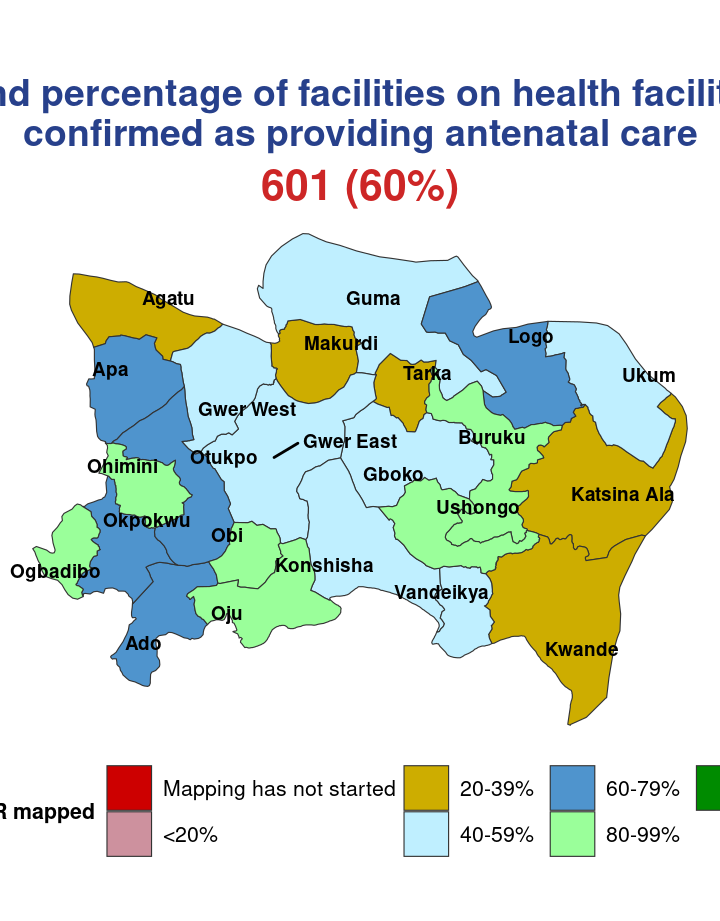 percentage of facilities on health
confirmed as providing antenatal care
601 (60%)
Agatu
Guma
Makurdi
Logo
Apa
Tarka
Ukum
Gwer West
Gwer East
Buruku
Otukpo
Ohimini
Gboko
Katsina Ala
Ushongo
Okpokwu
Obi
Ogbadibo
Konshisha
Vandeikya
Oju
Ado
Kwande
Mapping has not started
20-39%
60-79%
mapped
<20%
40-59%
80-99%